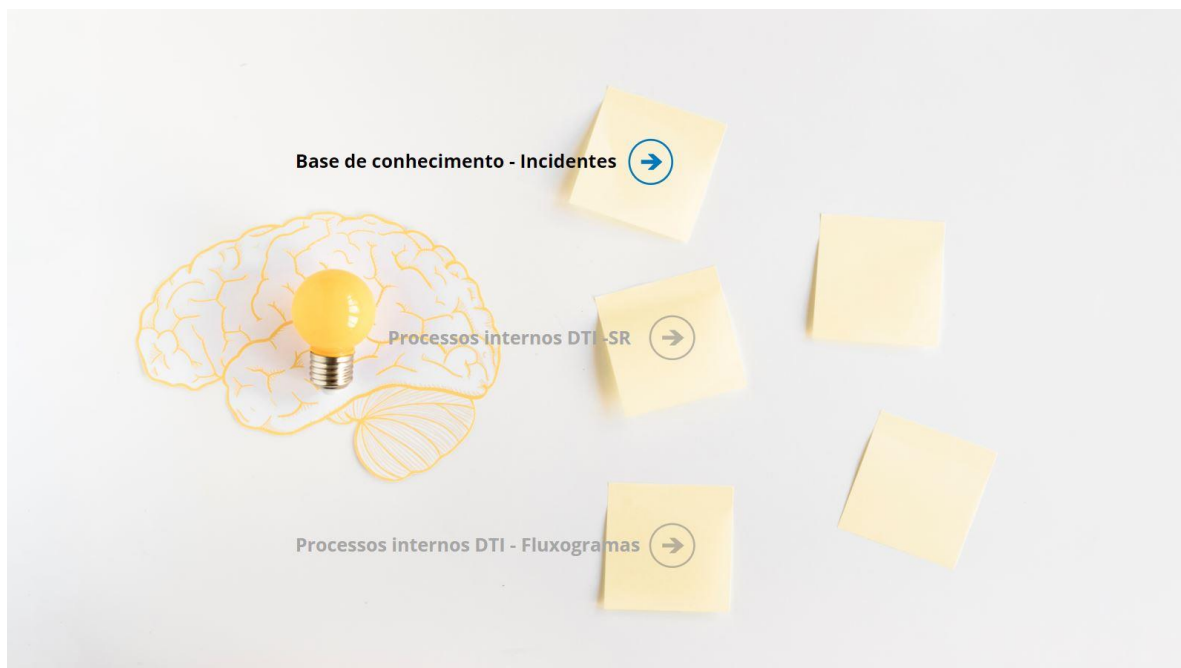 Base de conhecimento - Incidentes
Processos internos DTI -SR
Processos internos DTI - Fluxogramas